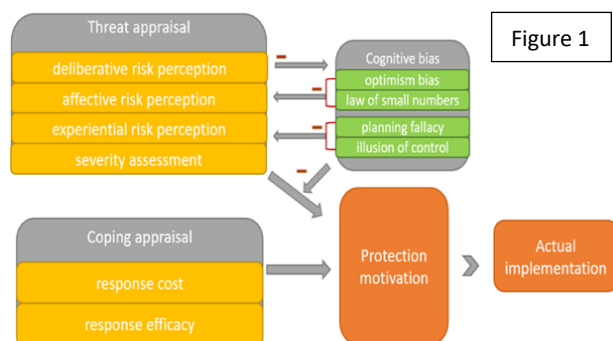 Figure 1
Threat appraisal
deliberative risk perception
affective risk perception
experiential risk perception
severity assessment
Cognitive bias
optimism bias
law of small numbers
planning fallacy
illusion of control
Coping appraisal
response cost
response efficacy
Protection
motivation
Actual
implementation